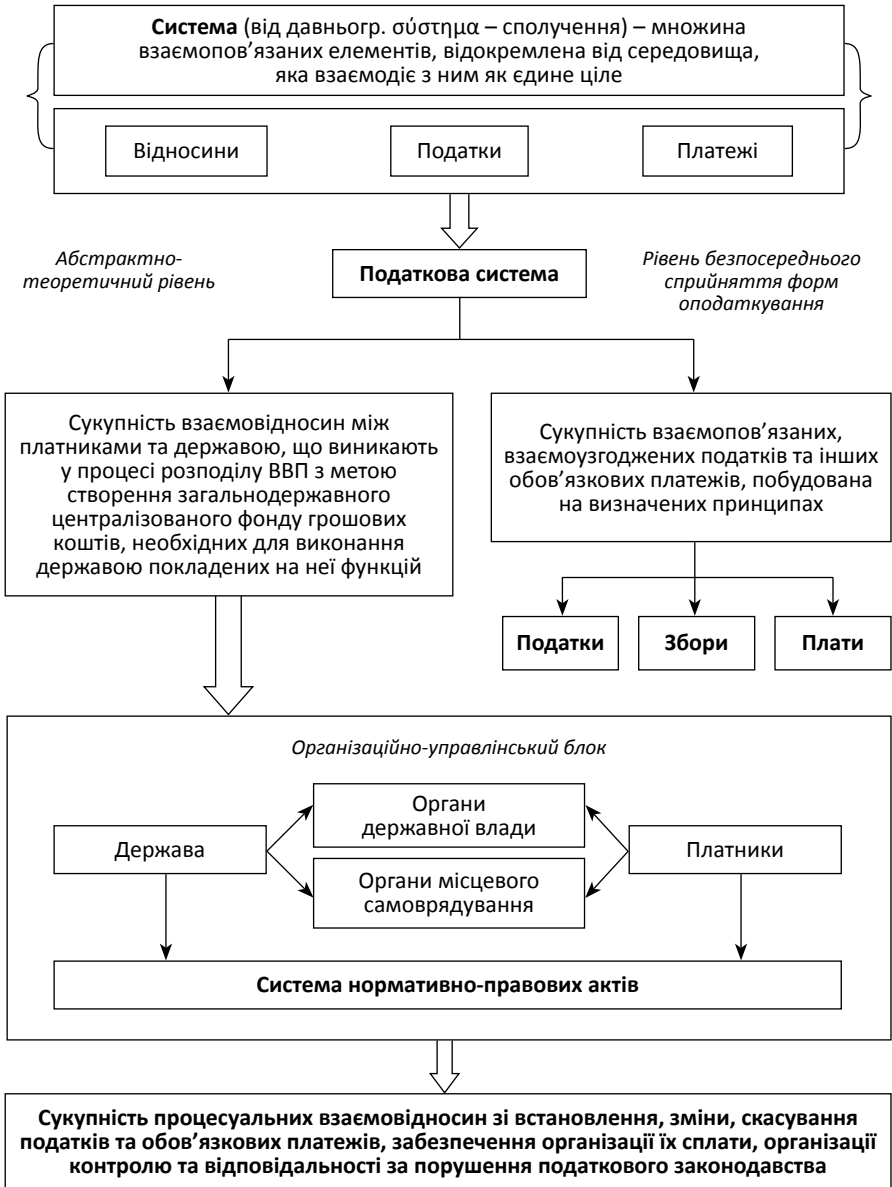 Система (від давньогр. σύστημα – сполучення) – множина
взаємопов’язаних елементів, відокремлена від середовища,
яка взаємодіє з ним як єдине ціле
Відносини
Податки
Платежі
Абстрактно-
теоретичний рівень
Податкова система
Рівень безпосереднього
сприйняття форм
оподаткування
Сукупність взаємовідносин між
платниками та державою, що виникають
у процесі розподілу ВВП з метою
створення загальнодержавного
централізованого фонду грошових
коштів, необхідних для виконання
державою покладених на неї функцій
Сукупність взаємопов’язаних,
взаємоузгоджених податків та інших
обов’язкових платежів, побудована
на визначених принципах
Податки
Збори
Плати
Організаційно-управлінський блок
Органи
державної влади
Держава
Платники
Органи місцевого
самоврядування
Система нормативно-правових актів
Сукупність процесуальних взаємовідносин зі встановлення, зміни, скасування
податків та обов’язкових платежів, забезпечення організації їх сплати, організації
контролю та відповідальності за порушення податкового законодавства